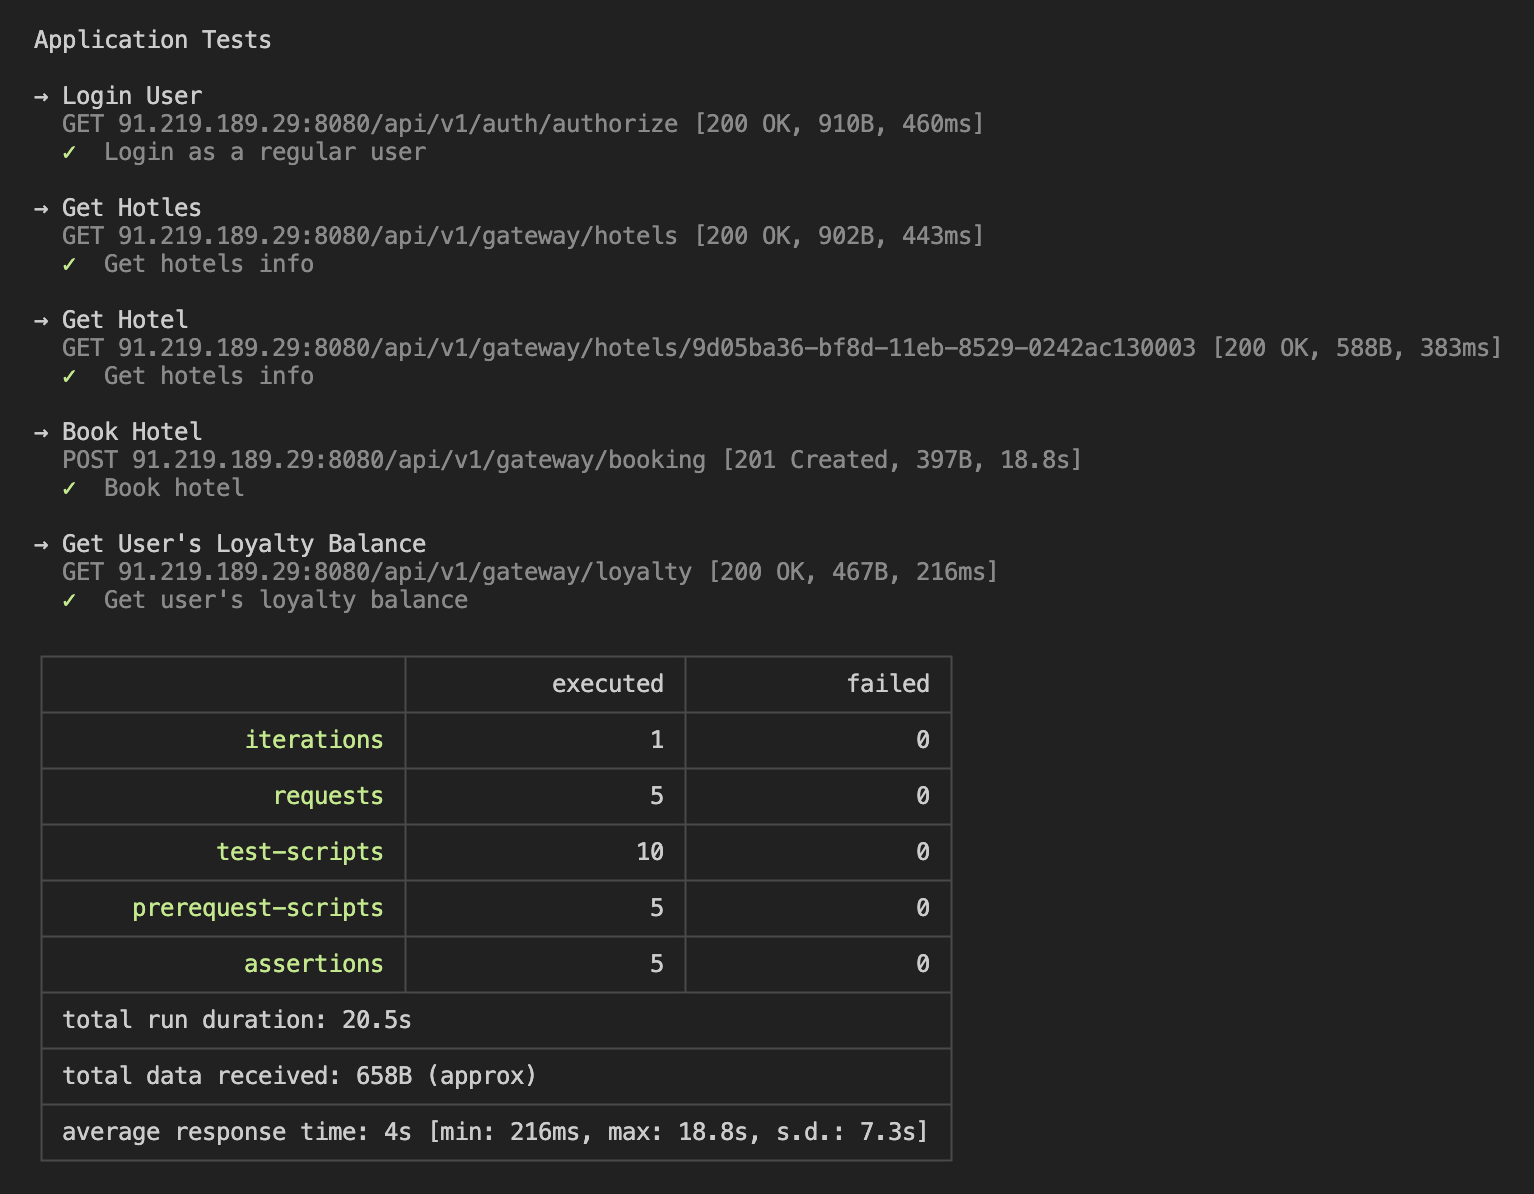 Application Tests
→ Login User
GET 91.219.189.29:8080/api/v1/auth/authorize [200 OK, 910B, 460ms]
✓ Login as a regular user
→ Get Hotles
GET 91.219.189.29:8080/api/v1/gateway/hotels [200 OK, 902B, 443ms]
✓ Get hotels info
→ Get Hotel
GET 91.219.189.29:8080/api/v1/gateway/hotels/9d05ba36-bf8d-11eb-8529-0242ac130003 [200 OK, 588B, 383ms]
✓ Get hotels info
→ Book Hotel
POST 91.219.189.29:8080/api/v1/gateway/booking [201 Created, 397B, 18.8s]
✓ Book hotel
→ Get User's Loyalty Balance
GET 91.219.189.29:8080/api/v1/gateway/loyalty [200 OK, 467B, 216ms]
✓ Get user's loyalty balance
executed failed
iterations 1 0
requests 5 0
test-scripts 10 0
prerequest-scripts 5 0
assertions 5 0
total run duration: 20.5s
total data received: 658B (approx)
average response time: 4s [min: 216ms, max: 18.8s, s.d.: 7.3s]